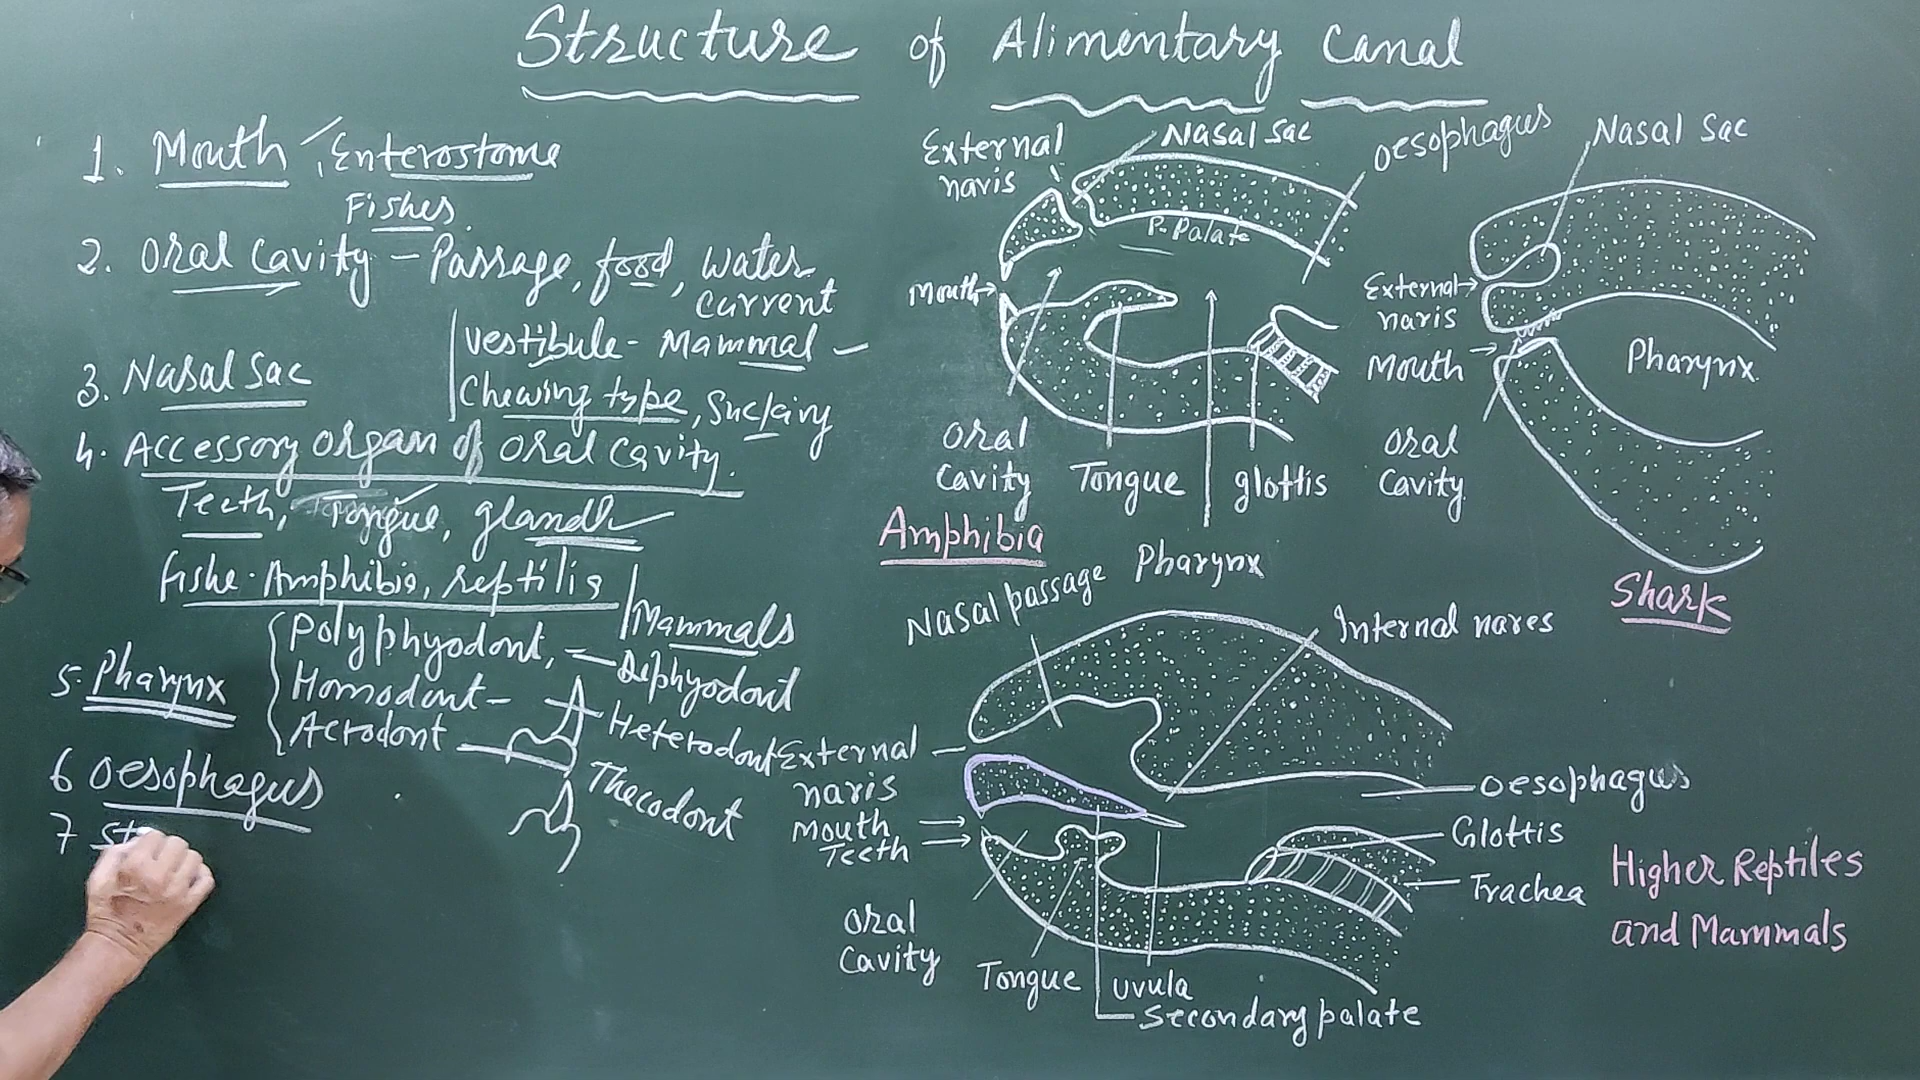 Structure of Alimentary Canal
1. Mouth, Enterostome
Fishes
2. Oral Cavity - Passage, food, water
current
vestibule - Mammal -
3. Nasal Sac
Chewing type, Sucking
4. Accessory organ of Oral Cavity.
Teeth, Tongue, glands
fishe. Amphibia, reptilia
Mammals
Polyphyodont, - Diphyodont
5. Pharynx
Homodont - Heterodont
Acrodont
Thecodont
6 Oesophagus
7 St
External
naris
Nasal Sac
Oesophagus
P. Palate
Mouth
Oral
Cavity
Tongue
glottis
Pharynx
Amphibia
Nasal Sac
External
naris
Mouth
Pharynx
Oral
Cavity
Shark
Nasal passage
Internal nares
External
naris
Mouth
Teeth
Oesophagus
Glottis
Trachea
Oral
Cavity
Tongue
Uvula
Secondary palate
Higher Reptiles
and Mammals